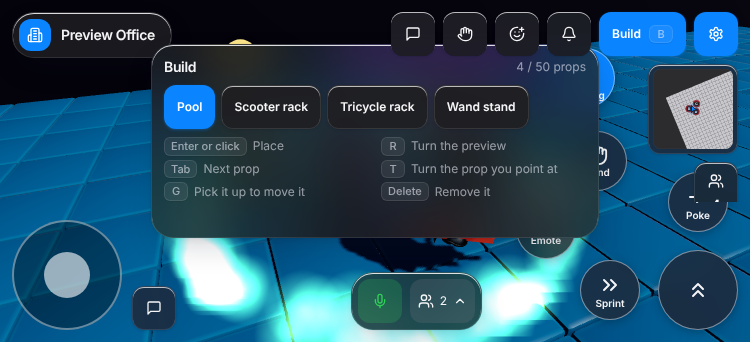 Preview Office
Build B
Build
4 / 50 props
Pool
Scooter rack
Tricycle rack
Wand stand
Enter or click Place
R Turn the preview
Tab Next prop
T Turn the prop you point at
G Pick it up to move it
Delete Remove it
Poke
Emote
2
Sprint